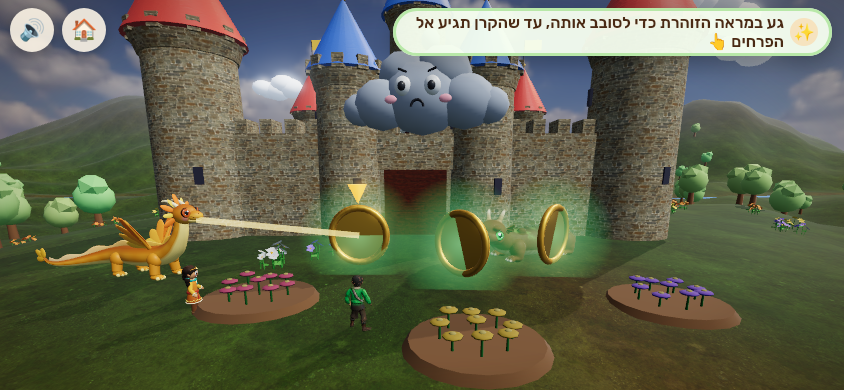 גע במראה הזוהרת כדי לסובב אותה, עד שהקרן תגיע אל
הפרחים 👆